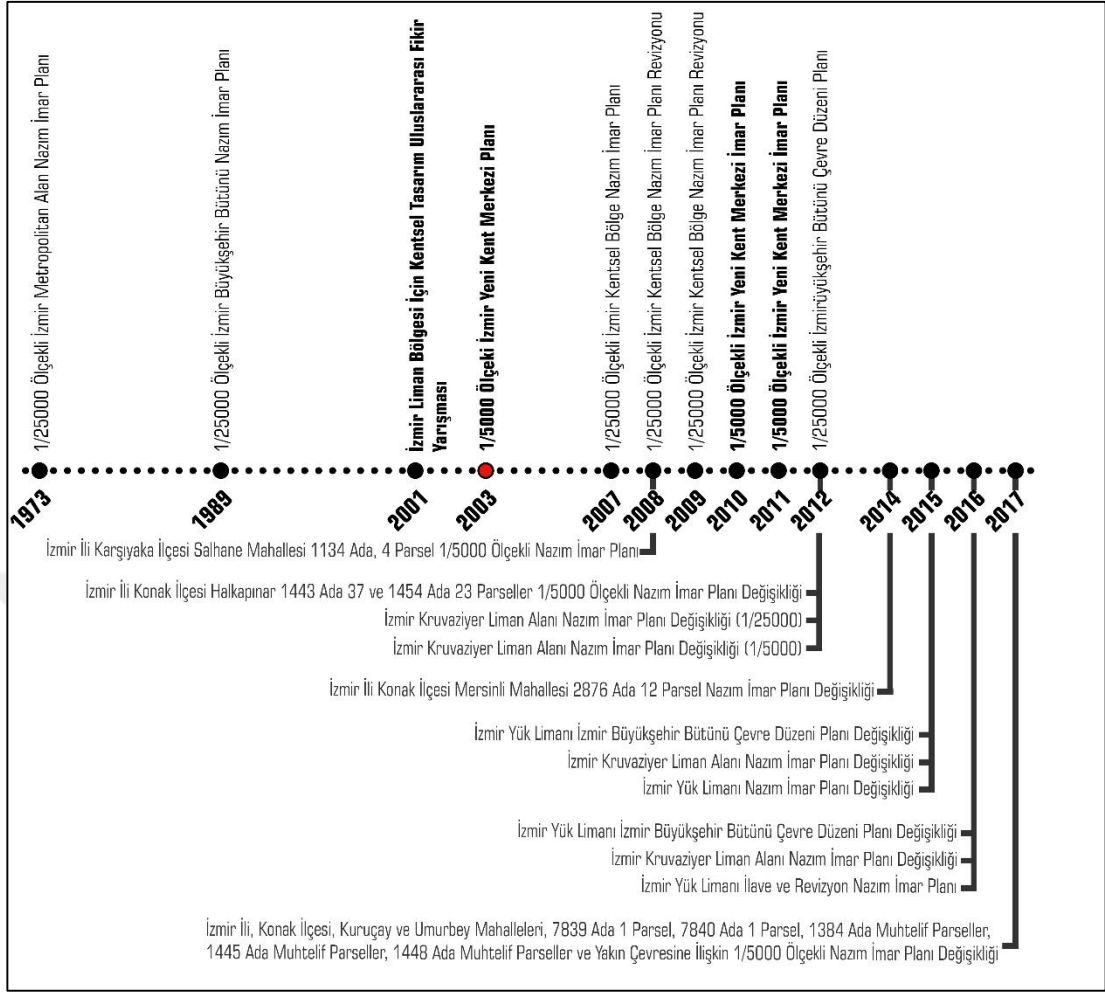 1/25000 Ölçekli İzmir Metropolitan Alan Nazım İmar Planı
1/25000 Ölçekli İzmir Büyükşehir Bütünü Nazım İmar Planı
İzmir Liman Bölgesi İçin Kentsel Tasarım Uluslararası Fikir
Yarışması
1/5000 Ölçeki İzmir Yeni Kent Merkezi Planı
1/25000 Ölçekli İzmir Kentsel Bölge Nazım İmar Planı
1/25000 Ölçekli İzmir Kentsel Bölge Nazım İmar Planı Revizyonu
1/25000 Ölçekli İzmir Kentsel Bölge Nazım İmar Planı Revizyonu
1/5000 Ölçekli İzmir Yeni Kent Merkezi İmar Planı
1/5000 Ölçekli İzmir Yeni Kent Merkezi İmar Planı
1/25000 Ölçekli İzmirüyükşehir Bütünü Çevre Düzeni Planı
1973
1989
2001
2003
2007
2008
2009
2010
2011
2012
2014
2015
2016
2017
İzmir İli Karşıyaka İlçesi Salhane Mahallesi 1134 Ada, 4 Parsel 1/5000 Ölçekli Nazım İmar Planı
İzmir İli Konak İlçesi Halkapınar 1443 Ada 37 ve 1454 Ada 23 Parseller 1/5000 Ölçekli Nazım İmar Planı Değişikliği
İzmir Kruvaziyer Liman Alanı Nazım İmar Planı Değişikliği (1/25000)
İzmir Kruvaziyer Liman Alanı Nazım İmar Planı Değişikliği (1/5000)
İzmir İli Konak İlçesi Mersinli Mahallesi 2876 Ada 12 Parsel Nazım İmar Planı Değişikliği
İzmir Yük Limanı İzmir Büyükşehir Bütünü Çevre Düzeni Planı Değişikliği
İzmir Kruvaziyer Liman Alanı Nazım İmar Planı Değişikliği
İzmir Yük Limanı Nazım İmar Planı Değişikliği
İzmir Yük Limanı İzmir Büyükşehir Bütünü Çevre Düzeni Planı Değişikliği
İzmir Kruvaziyer Liman Alanı Nazım İmar Planı Değişikliği
İzmir Yük Limanı İlave ve Revizyon Nazım İmar Planı
İzmir İli, Konak İlçesi, Kuruçay ve Umurbey Mahalleleri, 7839 Ada 1 Parsel, 7840 Ada 1 Parsel, 1384 Ada Muhtelif Parseller,
1445 Ada Muhtelif Parseller, 1448 Ada Muhtelif Parseller ve Yakın Çevresine İlişkin 1/5000 Ölçekli Nazım İmar Planı Değişikliği